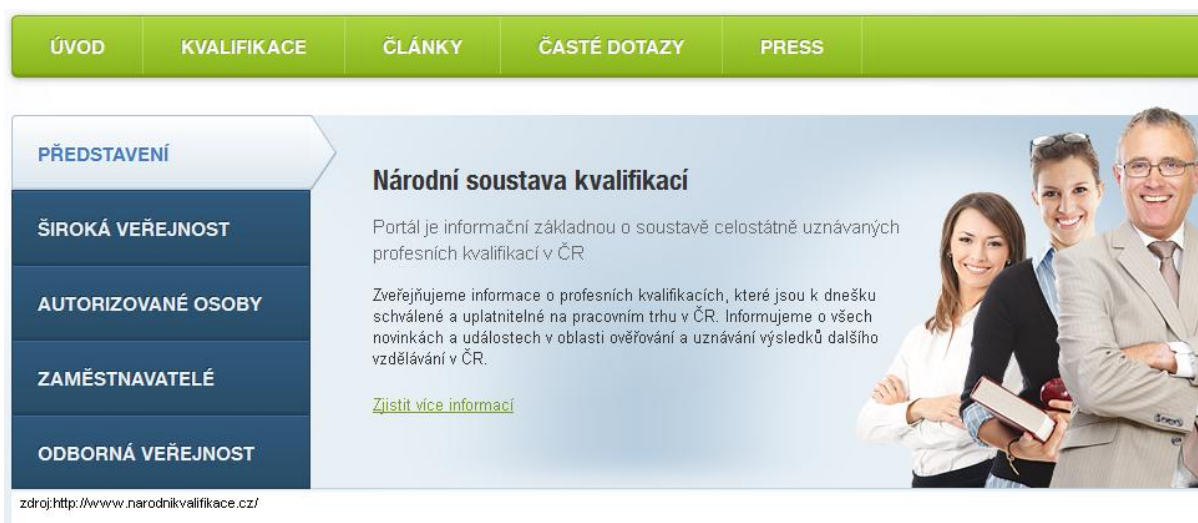 ÚVOD KVALIFIKACE ČLÁNKY ČASTÉ DOTAZY PRESS
PŘEDSTAVENÍ
ŠIROKÁ VEŘEJNOST
AUTORIZOVANÉ OSOBY
ZAMĚSTNAVATELÉ
ODBORNÁ VEŘEJNOST
Národní soustava kvalifikací
Portál je informační základnou o soustavě celostátně uznávaných
profesních kvalifikací v ČR
Zveřejňujeme informace o profesních kvalifikacích, které jsou k dnešku
schválené a uplatnitelné na pracovním trhu v ČR. Informujeme o všech
novinkách a událostech v oblasti ověřování a uznávání výsledků dalšího
vzdělávání v ČR.
Zjistit více informací
zdroj:http://www.narodnikvalifikace.cz/